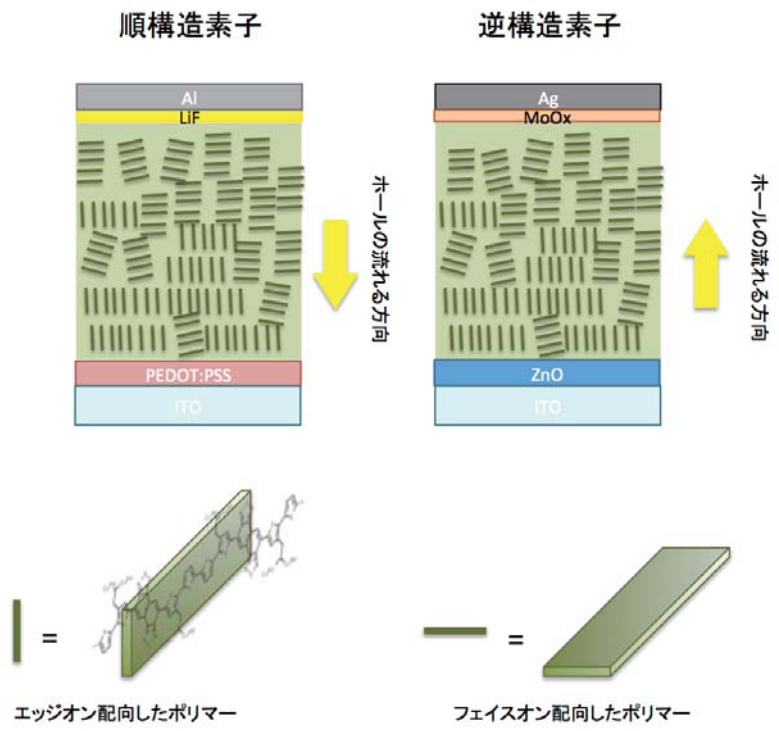 順構造素子
逆構造素子
Al
LiF
ホールの流れる方向
PEDOT:PSS
ITO
Ag
MoOx
ホールの流れる方向
ZnO
ITO
=
エッジオン配向したポリマー
=
フェイスオン配向したポリマー